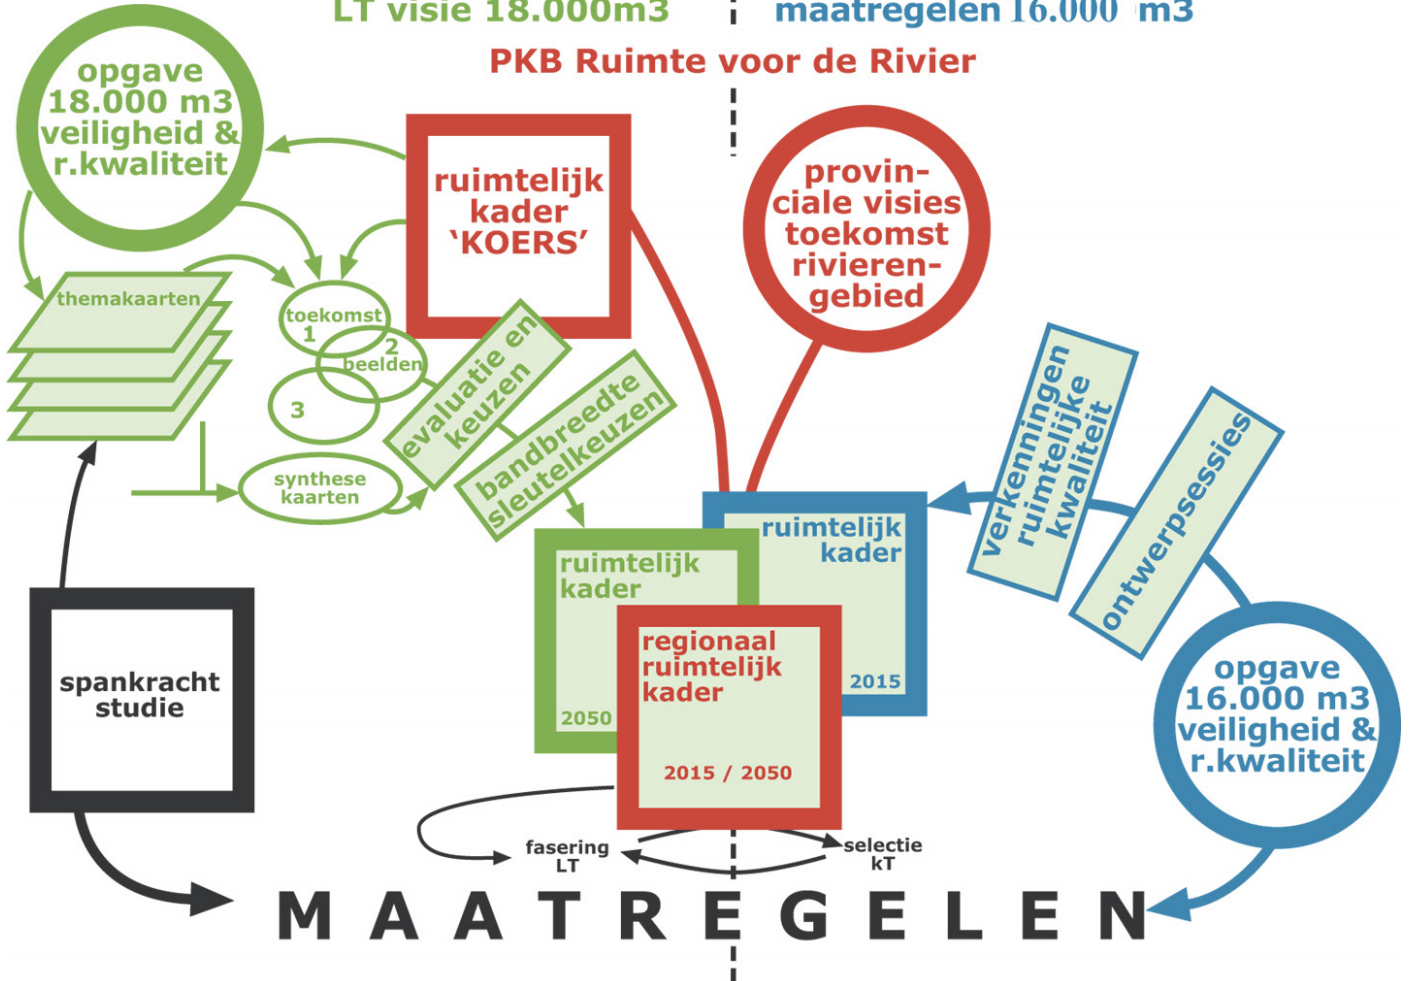 LT visie 18.000m3
maatregelen 16.000 m3
PKB Ruimte voor de Rivier
opgave
18.000 m3
veiligheid &
r.kwaliteit
ruimtelijk
kader
‘KOERS’
provin-
ciale visies
toekomst
rivieren-
gebied
themakaarten
toekomst
1
2
beelden
3
synthese
kaarten
evaluatie en
keuzen
bandbreedte
sleutelkeuzen
verkenningen
ruimtelijke
kwaliteit
ontwerpsessies
ruimtelijk
kader
2015
ruimtelijk
kader
2050
regionaal
ruimtelijk
kader
2015 / 2050
spankracht
studie
opgave
16.000 m3
veiligheid &
r.kwaliteit
fasering
LT
selectie
kT
MAATREGELEN